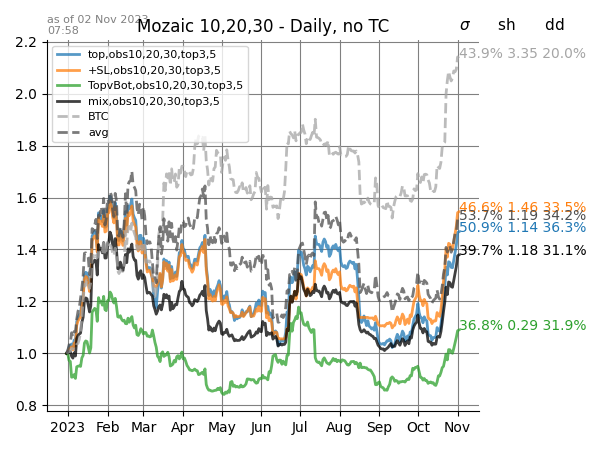 as of 02 Nov 2023
07:58
Mozaic 10,20,30 - Daily, no TC
σ sh dd
2.2
2.0
1.8
1.6
1.4
1.2
1.0
0.8
top,obs10,20,30,top3,5
+SL,obs10,20,30,top3,5
TopvBot,obs10,20,30,top3,5
mix,obs10,20,30,top3,5
BTC
avg
43.9% 3.35 20.0%
46.6% 1.46 33.5%
53.7% 1.19 34.2%
50.9% 1.14 36.3%
39.7% 1.18 31.1%
36.8% 0.29 31.9%
2023 Feb Mar Apr May Jun Jul Aug Sep Oct Nov